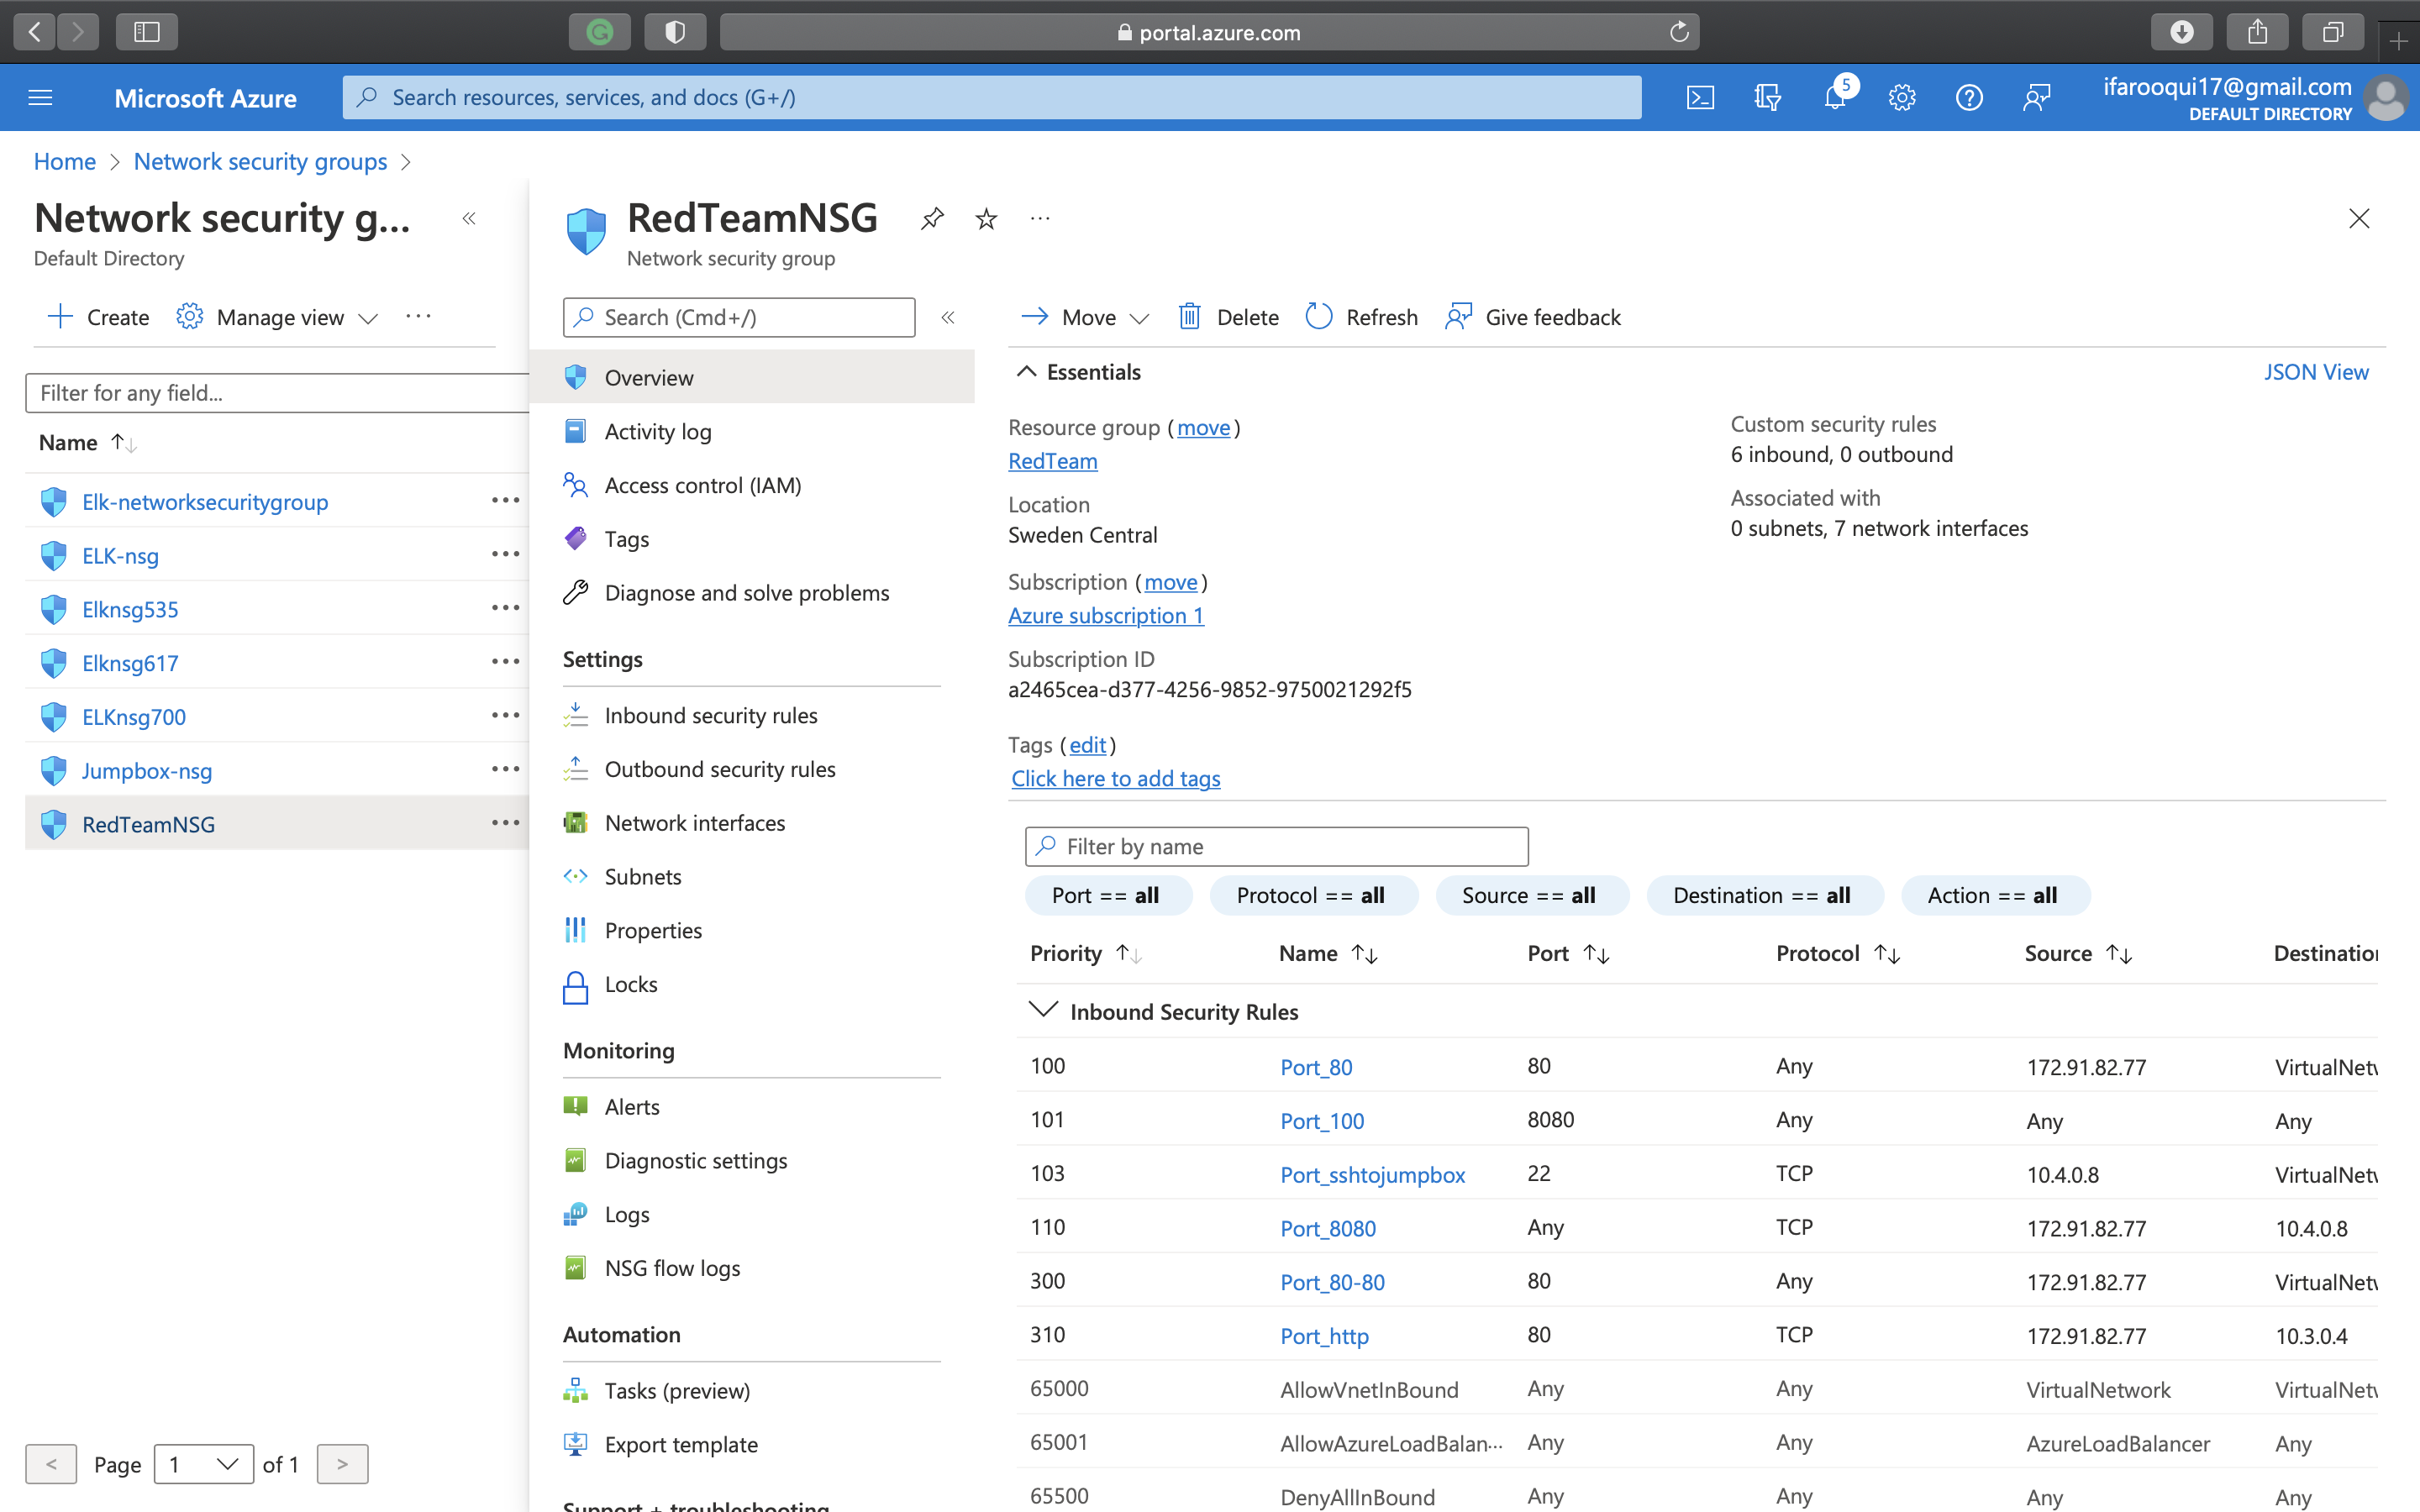 portal.azure.com
Microsoft Azure
Search resources, services, and docs (G+/)
5
ifarooqui17@gmail.com
DEFAULT DIRECTORY
Home > Network security groups >
Network security g...
Default Directory
Create
Manage view
Filter for any field...
Name
Elk-networksecuritygroup
ELK-nsg
Elknsg535
Elknsg617
ELKnsg700
Jumpbox-nsg
RedTeamNSG
< Page 1 of 1 >
RedTeamNSG
Network security group
Search (Cmd+/)
Overview
Activity log
Access control (IAM)
Tags
Diagnose and solve problems
Settings
Inbound security rules
Outbound security rules
Network interfaces
Subnets
Properties
Locks
Monitoring
Alerts
Diagnostic settings
Logs
NSG flow logs
Automation
Tasks (preview)
Export template
Support + troubleshooting
Move
Delete
Refresh
Give feedback
Essentials
JSON View
Resource group (move)
RedTeam
Location
Sweden Central
Subscription (move)
Azure subscription 1
Subscription ID
a2465cea-d377-4256-9852-9750021292f5
Tags (edit)
Click here to add tags
Custom security rules
6 inbound, 0 outbound
Associated with
0 subnets, 7 network interfaces
Filter by name
Port == all
Protocol == all
Source == all
Destination == all
Action == all
Priority Name Port Protocol Source Destination
Inbound Security Rules
100 Port_80 80 Any 172.91.82.77 VirtualNetw
101 Port_100 8080 Any Any Any
103 Port_sshtojumpbox 22 TCP 10.4.0.8 VirtualNetw
110 Port_8080 Any TCP 172.91.82.77 10.4.0.8
300 Port_80-80 80 Any 172.91.82.77 VirtualNetw
310 Port_http 80 TCP 172.91.82.77 10.3.0.4
65000 AllowVnetInBound Any Any VirtualNetwork VirtualNetw
65001 AllowAzureLoadBalan... Any Any AzureLoadBalancer Any
65500 DenyAllInBound Any Any Any Any